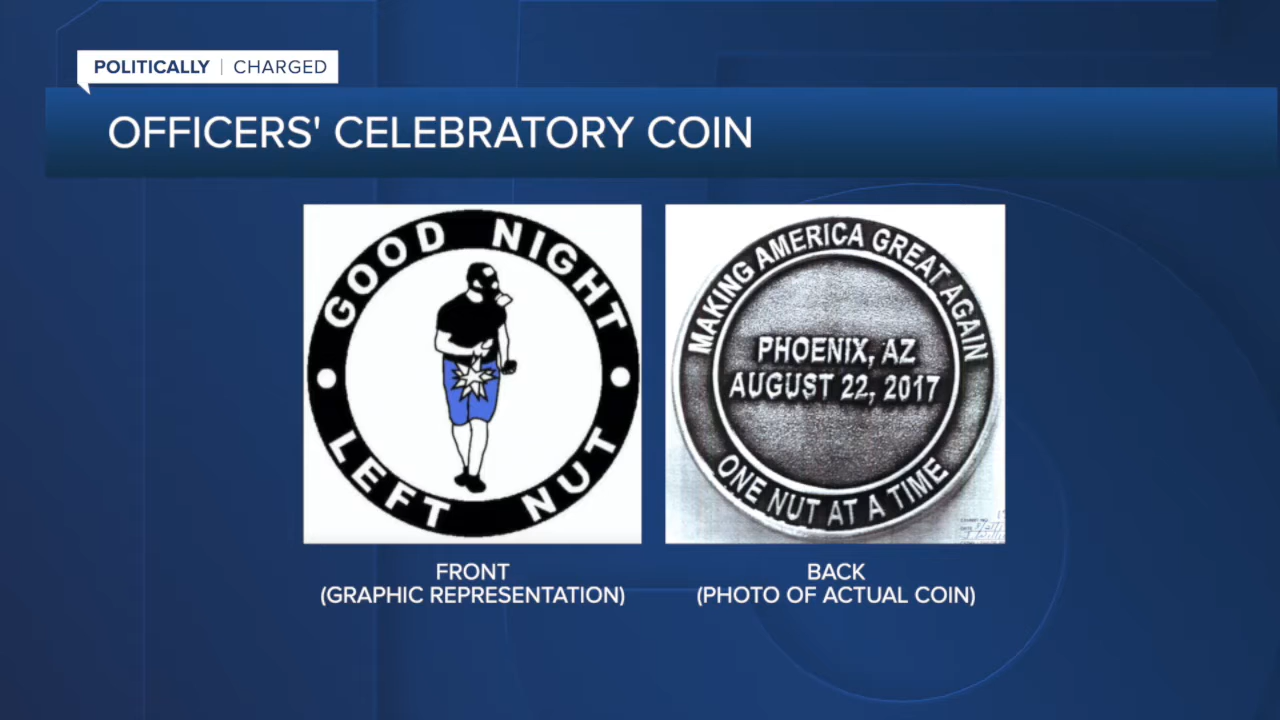 POLITICALLY | CHARGED
OFFICERS' CELEBRATORY COIN
GOOD NIGHT
LEFT NUT
MAKING AMERICA GREAT AGAIN
PHOENIX, AZ
AUGUST 22, 2017
ONE NUT AT A TIME
FRONT
(GRAPHIC REPRESENTATION)
BACK
(PHOTO OF ACTUAL COIN)